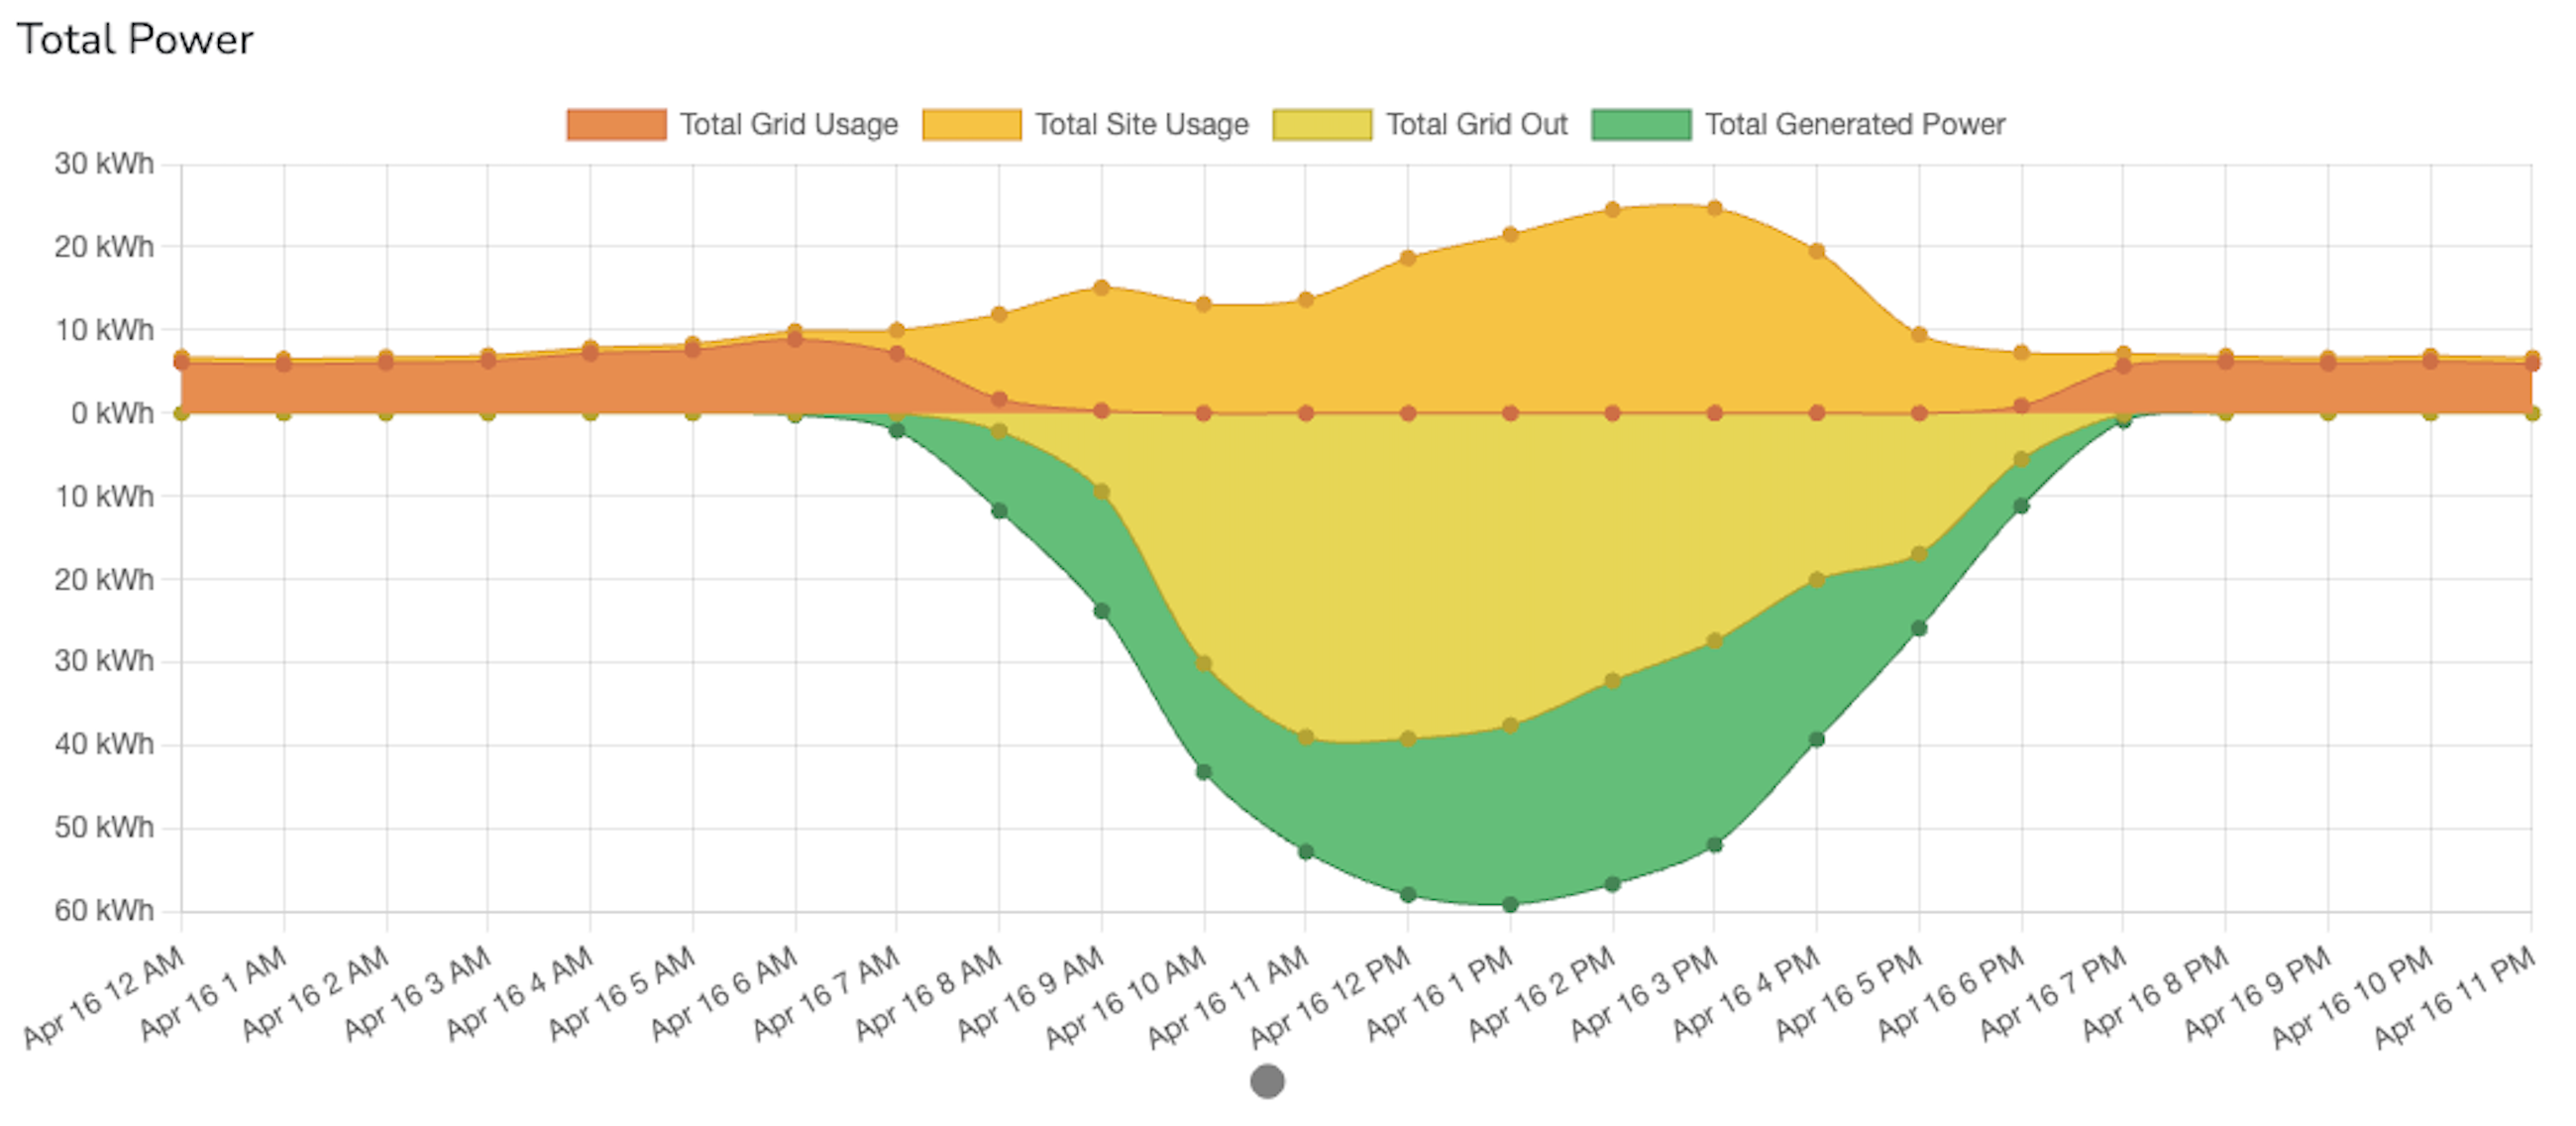 Total Power
Total Grid Usage Total Site Usage Total Grid Out Total Generated Power
30 kWh
20 kWh
10 kWh
0 kWh
10 kWh
20 kWh
30 kWh
40 kWh
50 kWh
60 kWh
Apr 16 12 AM
Apr 16 1 AM
Apr 16 2 AM
Apr 16 3 AM
Apr 16 4 AM
Apr 16 5 AM
Apr 16 6 AM
Apr 16 7 AM
Apr 16 8 AM
Apr 16 9 AM
Apr 16 10 AM
Apr 16 11 AM
Apr 16 12 PM
Apr 16 1 PM
Apr 16 2 PM
Apr 16 3 PM
Apr 16 4 PM
Apr 16 5 PM
Apr 16 6 PM
Apr 16 7 PM
Apr 16 8 PM
Apr 16 9 PM
Apr 16 10 PM
Apr 16 11 PM